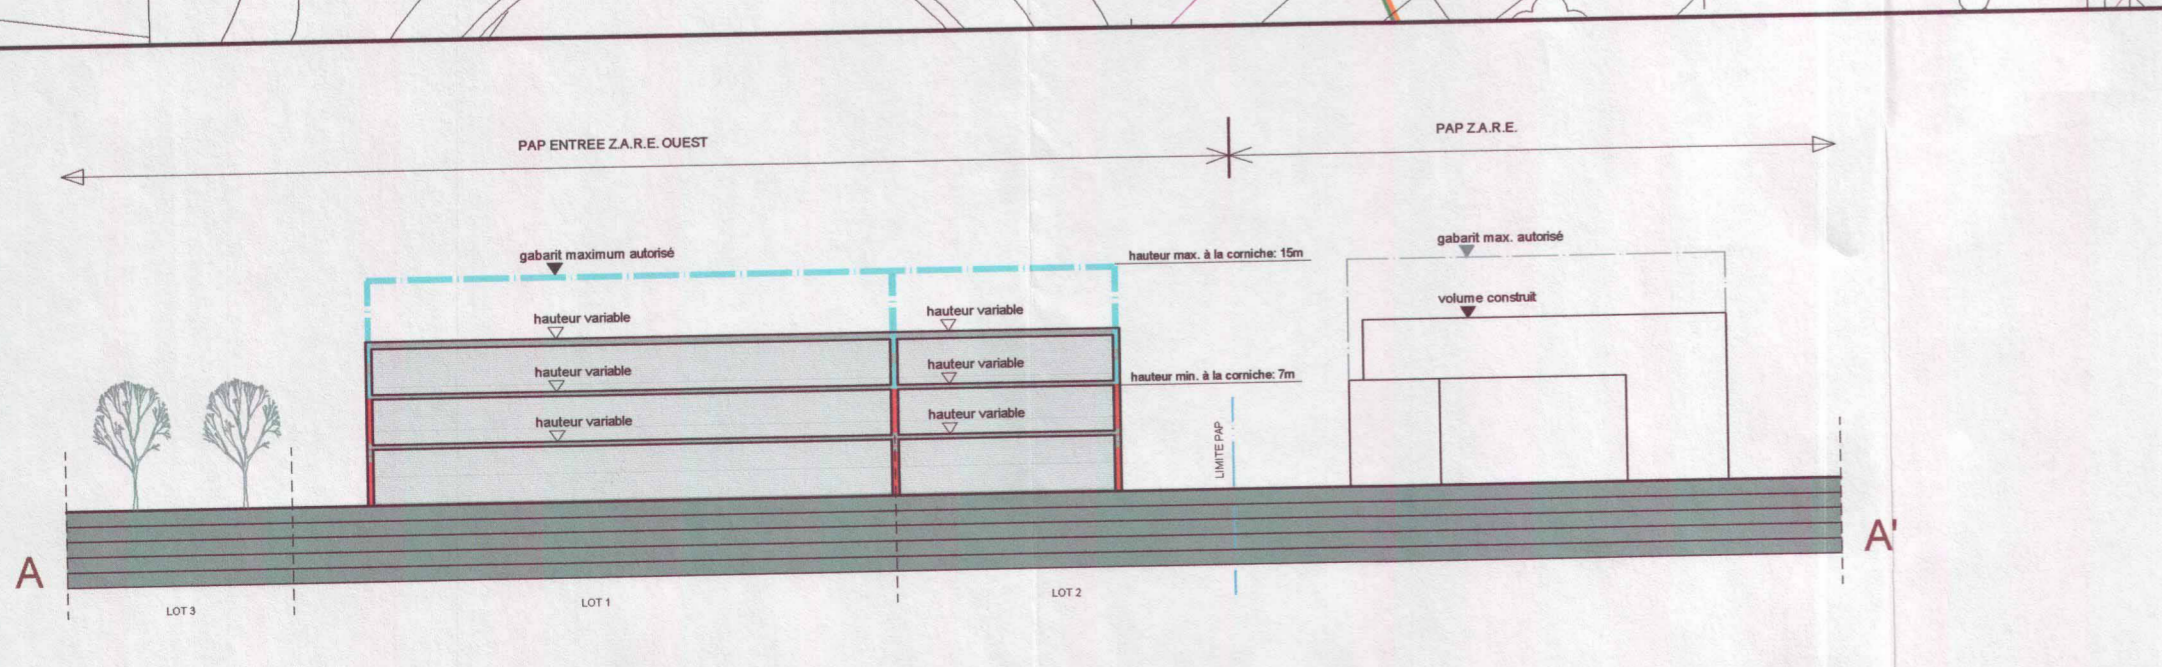 PAP ENTREE Z.A.R.E. OUEST
PAP Z.A.R.E.
gabarit maximum autorisé
hauteur max. à la corniche: 15m
gabarit max. autorisé
hauteur variable
hauteur variable
volume construit
hauteur variable
hauteur variable
hauteur min. à la corniche: 7m
hauteur variable
hauteur variable
LIMITE PAP
A
A'
LOT 3
LOT 1
LOT 2